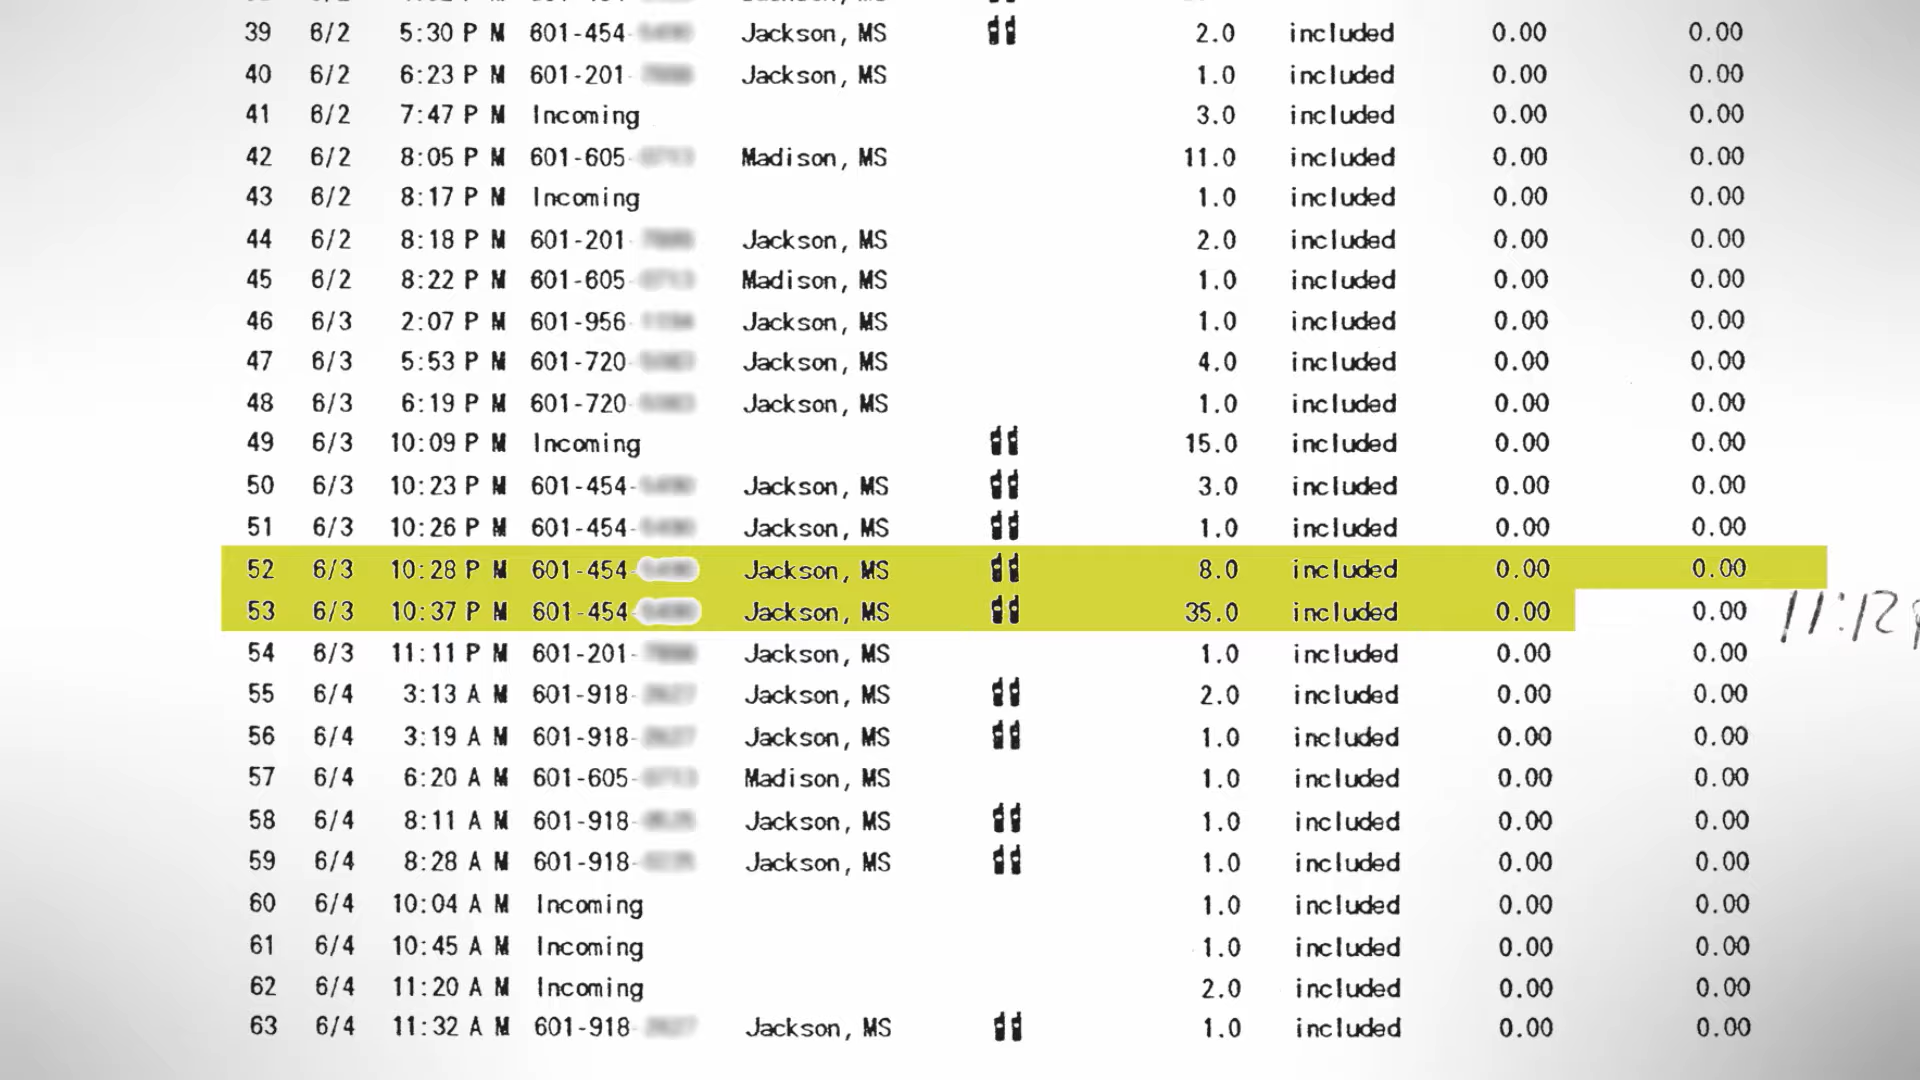 39 6/2 5:30 P M 601-454 Jackson, MS 2.0 included 0.00 0.00
40 6/2 6:23 P M 601-201 Jackson, MS 1.0 included 0.00 0.00
41 6/2 7:47 P M Incoming 3.0 included 0.00 0.00
42 6/2 8:05 P M 601-605 Madison, MS 11.0 included 0.00 0.00
43 6/2 8:17 P M Incoming 1.0 included 0.00 0.00
44 6/2 8:18 P M 601-201 Jackson, MS 2.0 included 0.00 0.00
45 6/2 8:22 P M 601-605 Madison, MS 1.0 included 0.00 0.00
46 6/3 2:07 P M 601-956 Jackson, MS 1.0 included 0.00 0.00
47 6/3 5:53 P M 601-720 Jackson, MS 4.0 included 0.00 0.00
48 6/3 6:19 P M 601-720 Jackson, MS 1.0 included 0.00 0.00
49 6/3 10:09 P M Incoming 15.0 included 0.00 0.00
50 6/3 10:23 P M 601-454- Jackson, MS 3.0 included 0.00 0.00
51 6/3 10:26 P M 601-454- Jackson, MS 1.0 included 0.00 0.00
52 6/3 10:28 P M 601-454- Jackson, MS 8.0 included 0.00 0.00
53 6/3 10:37 P M 601-454- Jackson, MS 35.0 included 0.00 0.00 11:12
54 6/3 11:11 P M 601-201- Jackson, MS 1.0 included 0.00 0.00
55 6/4 3:13 A M 601-918- Jackson, MS 2.0 included 0.00 0.00
56 6/4 3:19 A M 601-918- Jackson, MS 1.0 included 0.00 0.00
57 6/4 6:20 A M 601-605- Madison, MS 1.0 included 0.00 0.00
58 6/4 8:11 A M 601-918- Jackson, MS 1.0 included 0.00 0.00
59 6/4 8:28 A M 601-918- Jackson, MS 1.0 included 0.00 0.00
60 6/4 10:04 A M Incoming 1.0 included 0.00 0.00
61 6/4 10:45 A M Incoming 1.0 included 0.00 0.00
62 6/4 11:20 A M Incoming 2.0 included 0.00 0.00
63 6/4 11:32 A M 601-918 Jackson, MS 1.0 included 0.00 0.00